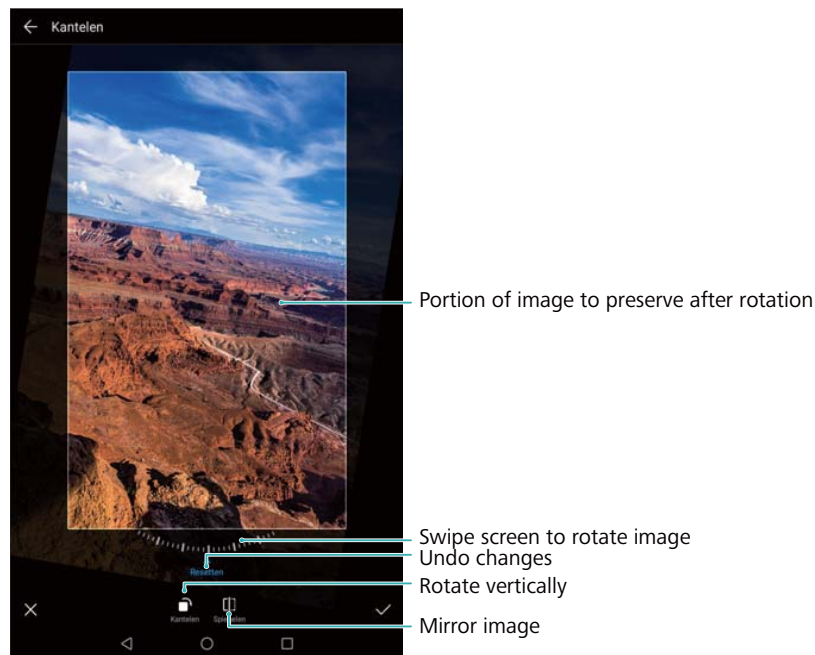 Kantelen
Portion of image to preserve after rotation
Swipe screen to rotate image
Undo changes
Resetten
Rotate vertically
Kantelen
Spiegelen
Mirror image